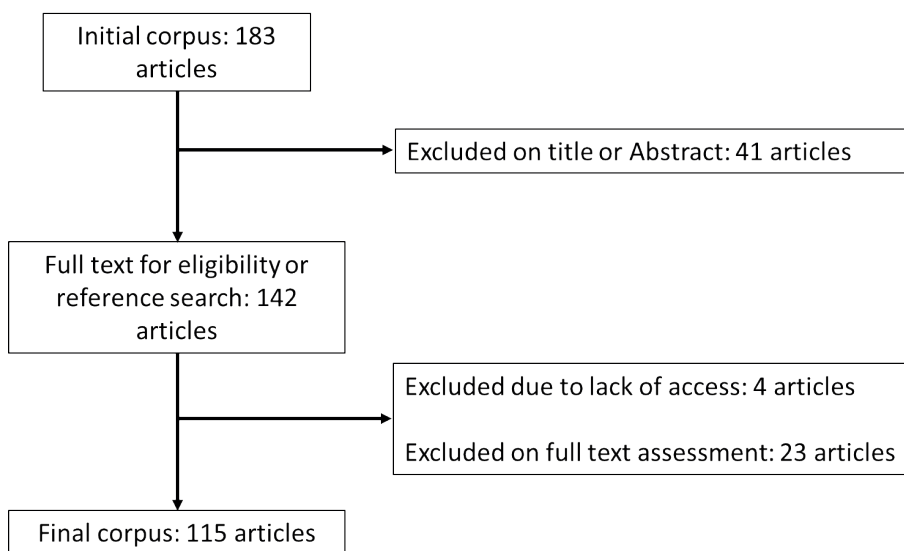 Initial corpus: 183
articles
Excluded on title or Abstract: 41 articles
Full text for eligibility or
reference search: 142
articles
Excluded due to lack of access: 4 articles
Excluded on full text assessment: 23 articles
Final corpus: 115 articles